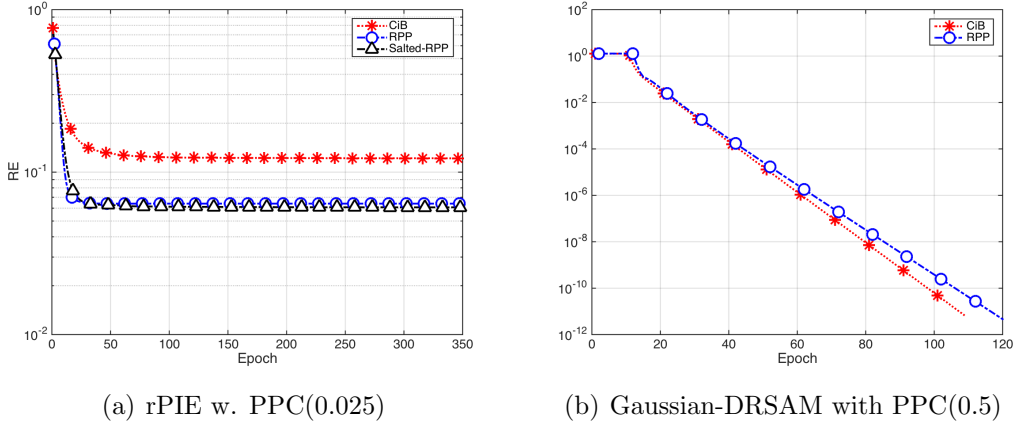 10^0
10^-1
10^-2
RE
0 50 100 150 200 250 300 350
Epoch
CiB
RPP
Salted-RPP
(a) rPIE w. PPC(0.025)
10^2
10^0
10^-2
10^-4
10^-6
10^-8
10^-10
10^-12
0 20 40 60 80 100 120
Epoch
CiB
RPP
(b) Gaussian-DRSAM with PPC(0.5)